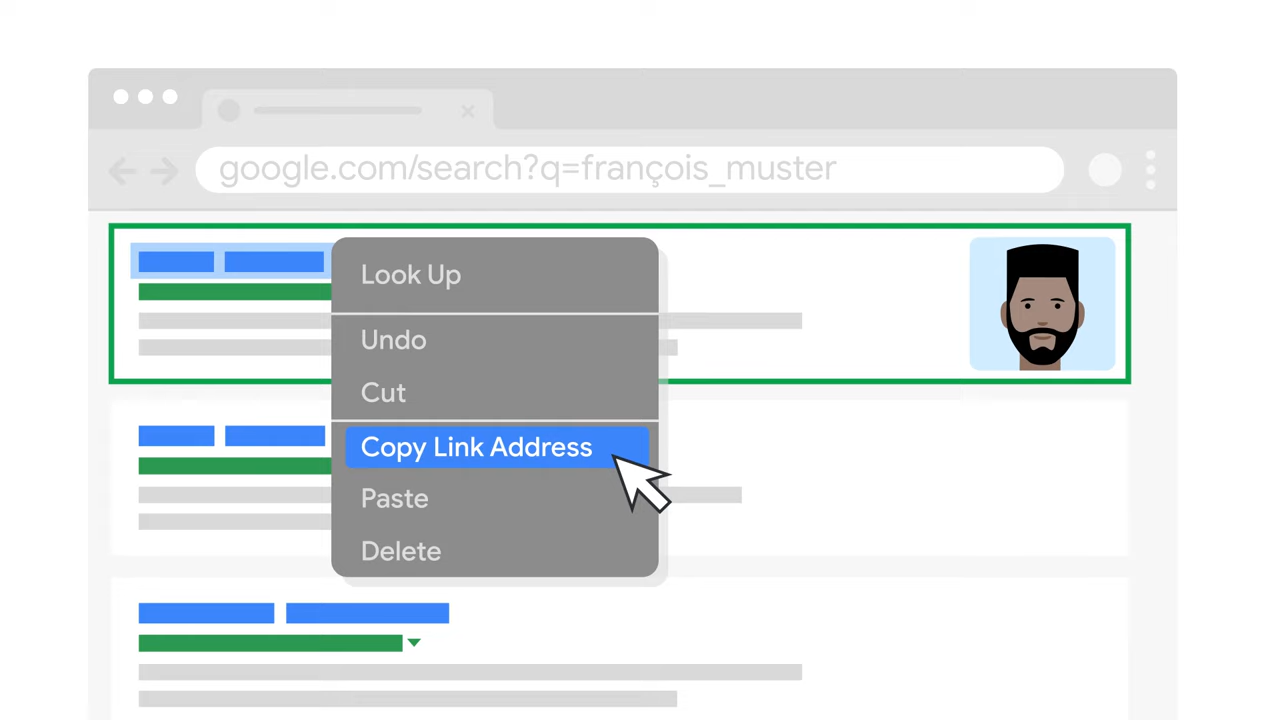 google.com/search?q=françois_muster
Look Up
Undo
Cut
Copy Link Address
Paste
Delete